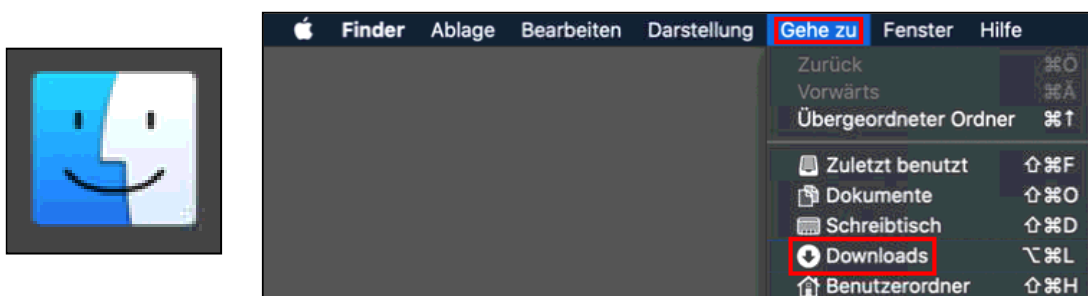 Finder Ablage Bearbeiten Darstellung Gehe zu Fenster Hilfe
Zurück ⌘Ö
Vorwärts ⌘Ä
Übergeordneter Ordner ⌘↑
Zuletzt benutzt ⇧⌘F
Dokumente ⇧⌘O
Schreibtisch ⇧⌘D
Downloads ⌥⌘L
Benutzerordner ⇧⌘H